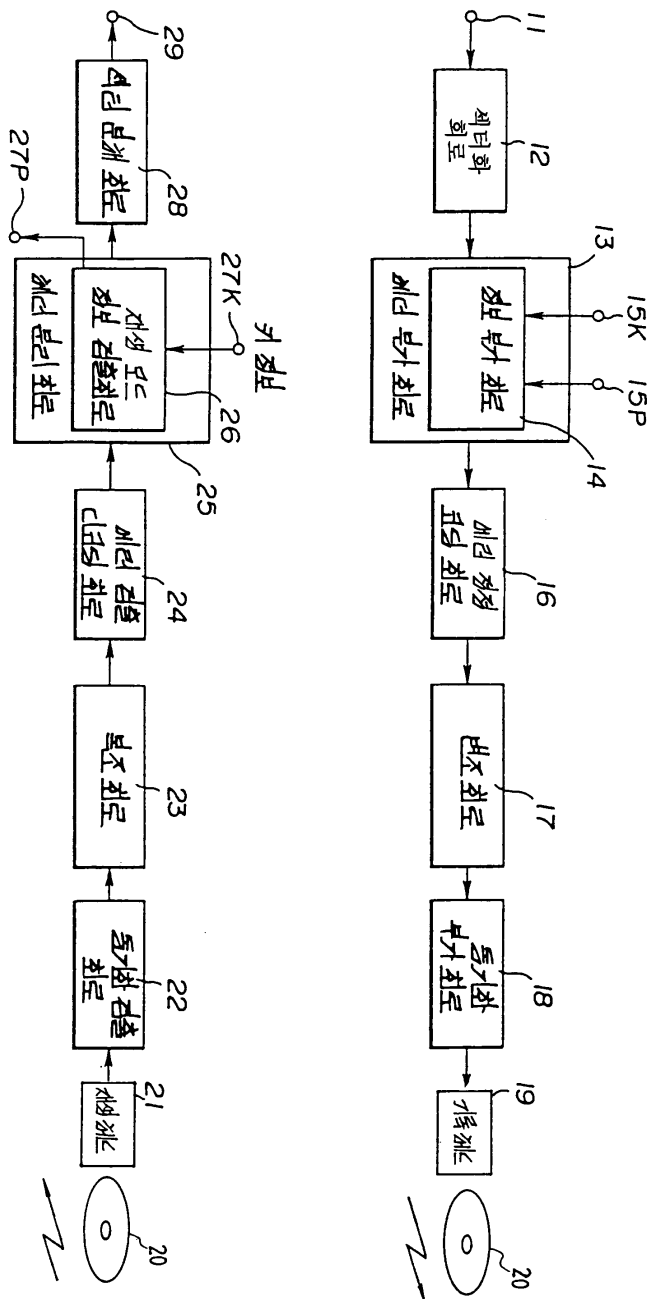 11
섹터화
회로
12
13
15K
15P
정보 부가 회로
14
헤더 부가 회로
에러 정정
코딩 회로
16
변조 회로
17
동기화
부가 회로
18
기록헤드
19
20
29
섹터 분해 회로
28
27P
키 정보
27K
재생 모드
정보 검출회로
26
헤더 분리 회로
25
에러 검출
디코딩 회로
24
복조 회로
23
동기화 검출
회로
22
재생헤드
21
20